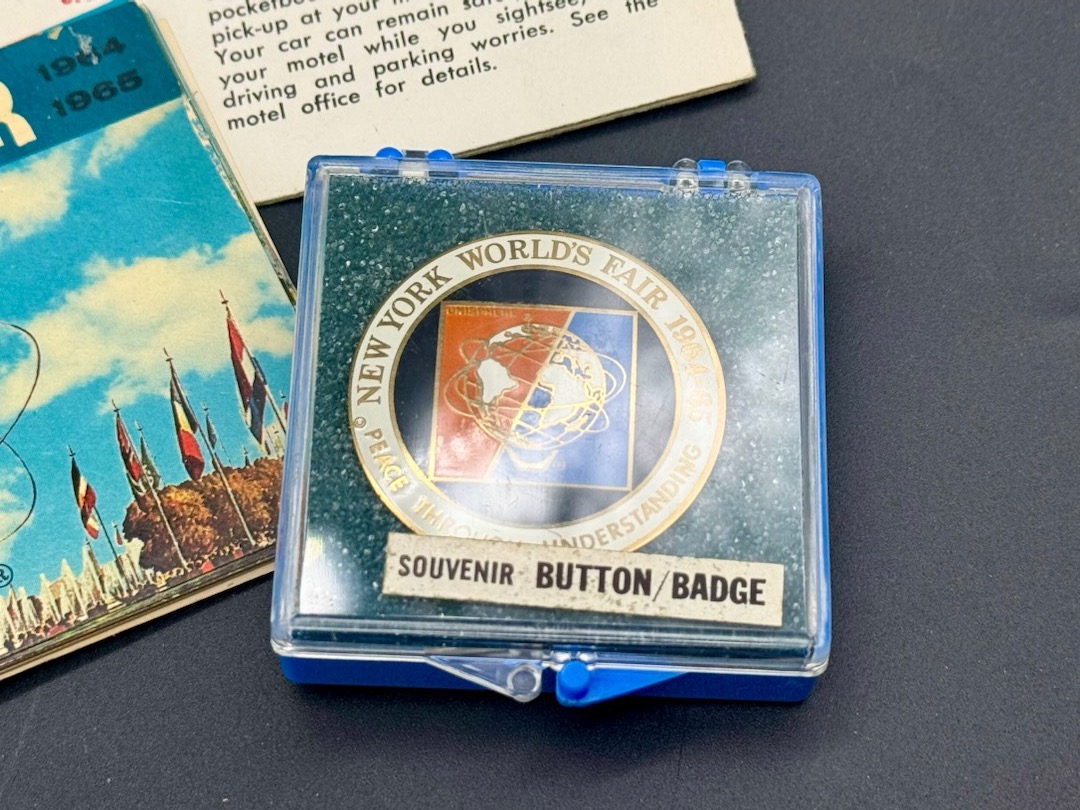 1964
1965
R
pick-up at your
Your car can remain
your motel while you sightsee,
driving and parking worries. See the
motel office for details.
NEW YORK WORLD'S FAIR 1964-65
© PEACE THROUGH UNDERSTANDING
UNISPHERE
SOUVENIR BUTTON/BADGE
®